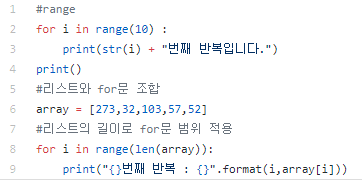 1 #range
2 for i in range(10) :
3     print(str(i) + "번째 반복입니다.")
4 print()
5 #리스트와 for문 조합
6 array = [273,32,103,57,52]
7 #리스트의 길이로 for문 범위 적용
8 for i in range(len(array)):
9     print("{}번째 반복 : {}".format(i,array[i]))